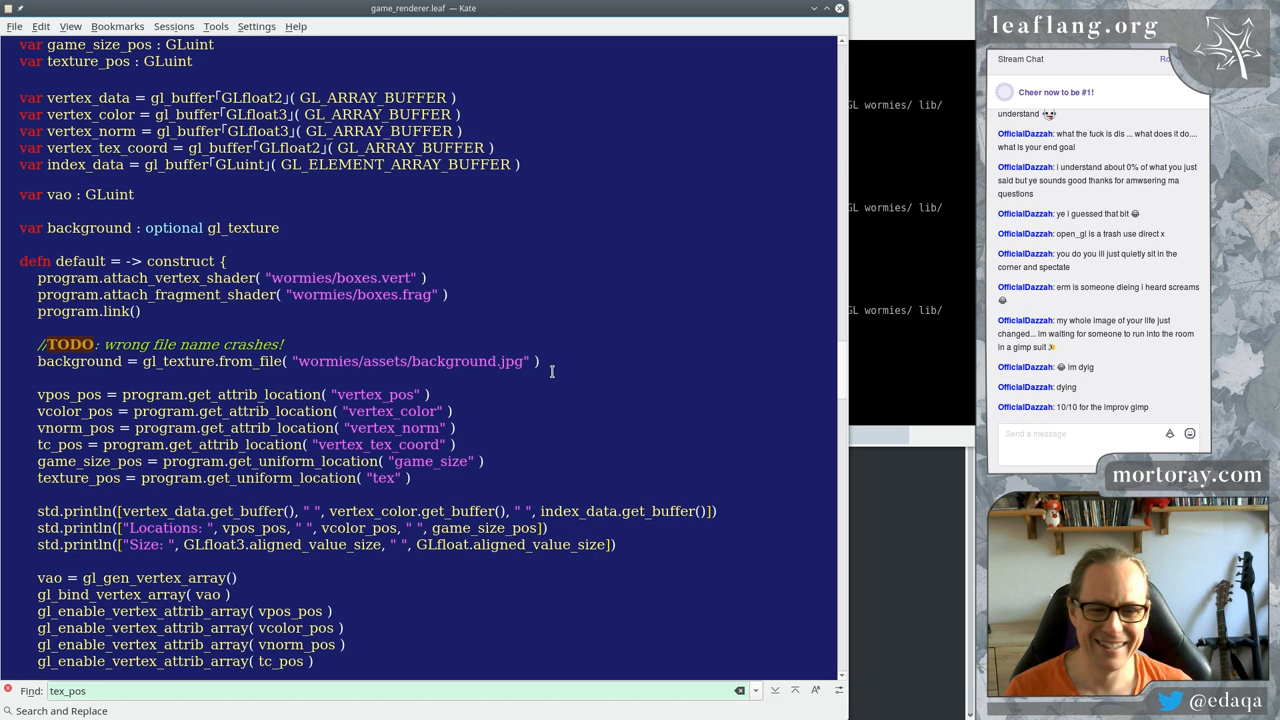 game_renderer.leaf — Kate
File Edit View Bookmarks Sessions Tools Settings Help
var game_size_pos : GLuint
var texture_pos : GLuint
var vertex_data = gl_buffer「GLfloat2」( GL_ARRAY_BUFFER )
var vertex_color = gl_buffer「GLfloat3」( GL_ARRAY_BUFFER )
var vertex_norm = gl_buffer「GLfloat3」( GL_ARRAY_BUFFER )
var vertex_tex_coord = gl_buffer「GLfloat2」( GL_ARRAY_BUFFER )
var index_data = gl_buffer「GLuint」( GL_ELEMENT_ARRAY_BUFFER )
var vao : GLuint
var background : optional gl_texture
defn default = -> construct {
program.attach_vertex_shader( "wormies/boxes.vert" )
program.attach_fragment_shader( "wormies/boxes.frag" )
program.link()
//TODO: wrong file name crashes!
background = gl_texture.from_file( "wormies/assets/background.jpg" )
vpos_pos = program.get_attrib_location( "vertex_pos" )
vcolor_pos = program.get_attrib_location( "vertex_color" )
vnorm_pos = program.get_attrib_location( "vertex_norm" )
tc_pos = program.get_attrib_location( "vertex_tex_coord" )
game_size_pos = program.get_uniform_location( "game_size" )
texture_pos = program.get_uniform_location( "tex" )
std.println([vertex_data.get_buffer(), " ", vertex_color.get_buffer(), " ", index_data.get_buffer()])
std.println(["Locations: ", vpos_pos, " ", vcolor_pos, " ", game_size_pos])
std.println(["Size: ", GLfloat3.aligned_value_size, " ", GLfloat.aligned_value_size])
vao = gl_gen_vertex_array()
gl_bind_vertex_array( vao )
gl_enable_vertex_attrib_array( vpos_pos )
gl_enable_vertex_attrib_array( vcolor_pos )
gl_enable_vertex_attrib_array( vnorm_pos )
gl_enable_vertex_attrib_array( tc_pos )
Find: tex_pos
Search and Replace
GL wormies/ lib/
GL wormies/ lib/
GL wormies/ lib/
leaflang.org
Stream Chat
Cheer now to be #1!
understand
OfficialDazzah: what the fuck is dis ... what does it do....
what is your end goal
OfficialDazzah: i understand about 0% of what you just
said but ye sounds good thanks for amwsering ma
questions
OfficialDazzah: ye i guessed that bit 😂
OfficialDazzah: open_gl is a trash use direct x
OfficialDazzah: you do you Ill just quietly sit in the
corner and spectate
OfficialDazzah: erm is someone dieing i heard screams
😂
OfficialDazzah: my whole image of your life just
changed... im waiting for someone to run into the room
in a gimp suit 🎉
OfficialDazzah: 😂 im dyig
OfficialDazzah: dying
OfficialDazzah: 10/10 for the improv gimp
Send a message
mortoray.com
@edaqa